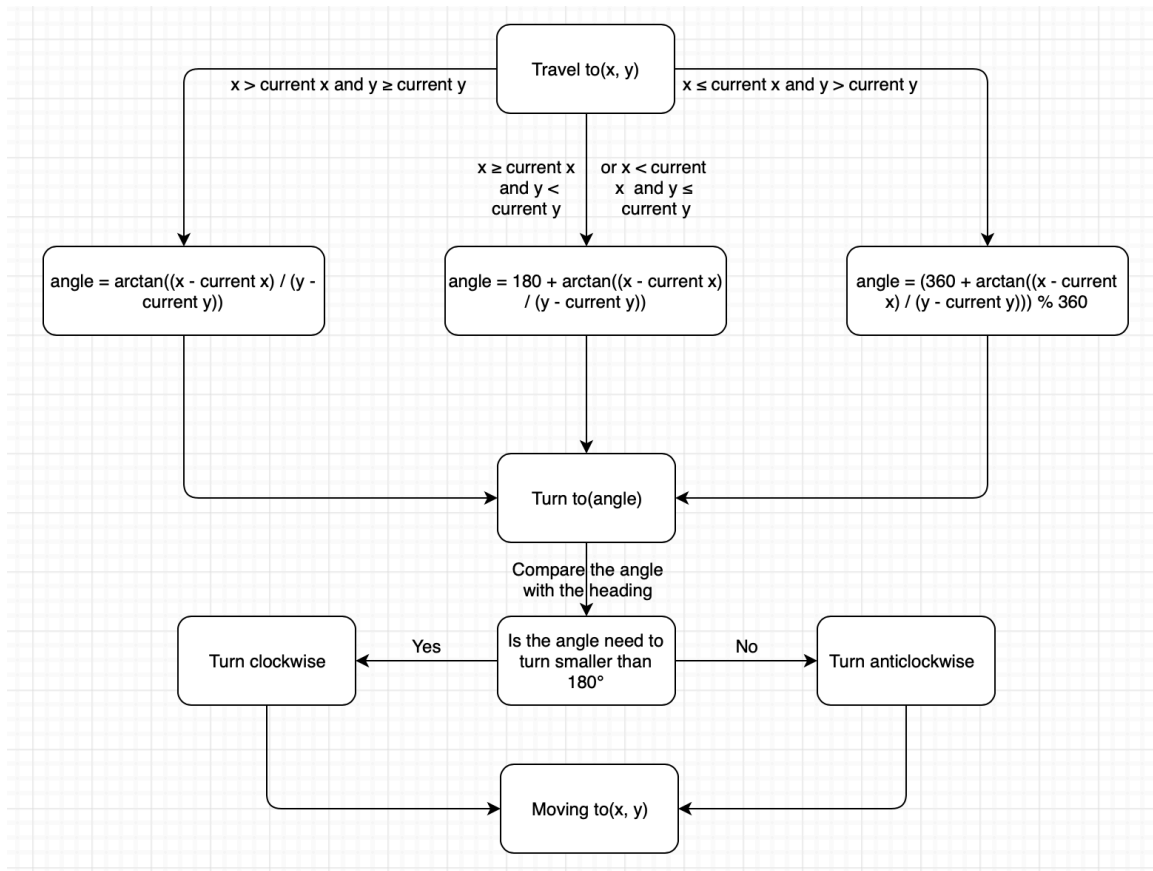 Travel to(x, y)
x > current x and y ≥ current y
x ≤ current x and y > current y
x ≥ current x
and y <
current y
or x < current
x and y ≤
current y
angle = arctan((x - current x) / (y -
current y))
angle = 180 + arctan((x - current x)
/ (y - current y))
angle = (360 + arctan((x - current
x) / (y - current y))) % 360
Turn to(angle)
Compare the angle
with the heading
Is the angle need to
turn smaller than
180°
Yes
No
Turn clockwise
Turn anticlockwise
Moving to(x, y)